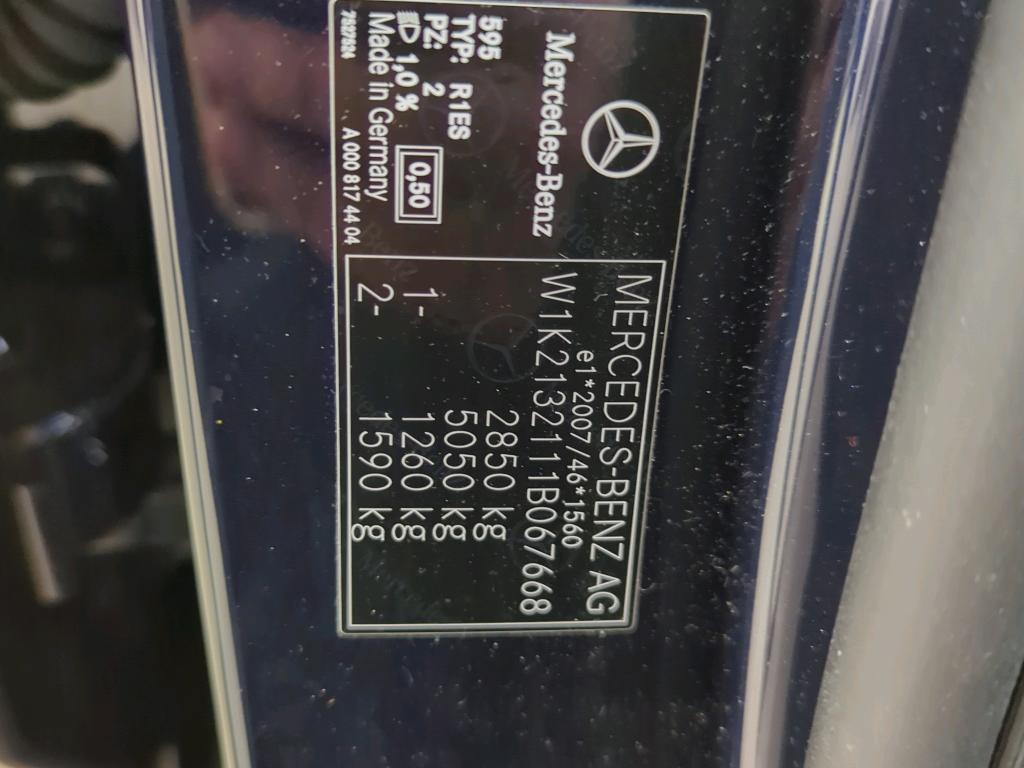 Mercedes-Benz
595
TYP: R1ES
PZ: 2
1,0 %
0,50
Made in Germany
7527594
A 000 817 44 04
MERCEDES-BENZ AG
e1*2007/46*1560
W1K2132111B067668
2850 kg
5050 kg
1- 1260 kg
2- 1590 kg